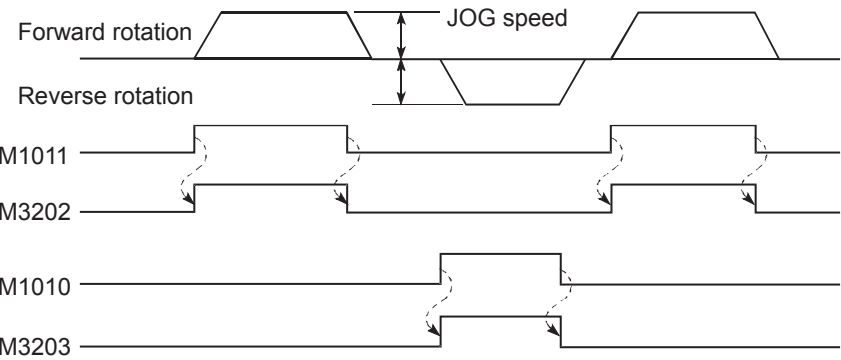 JOG speed
Forward rotation
Reverse rotation
M1011
M3202
M1010
M3203